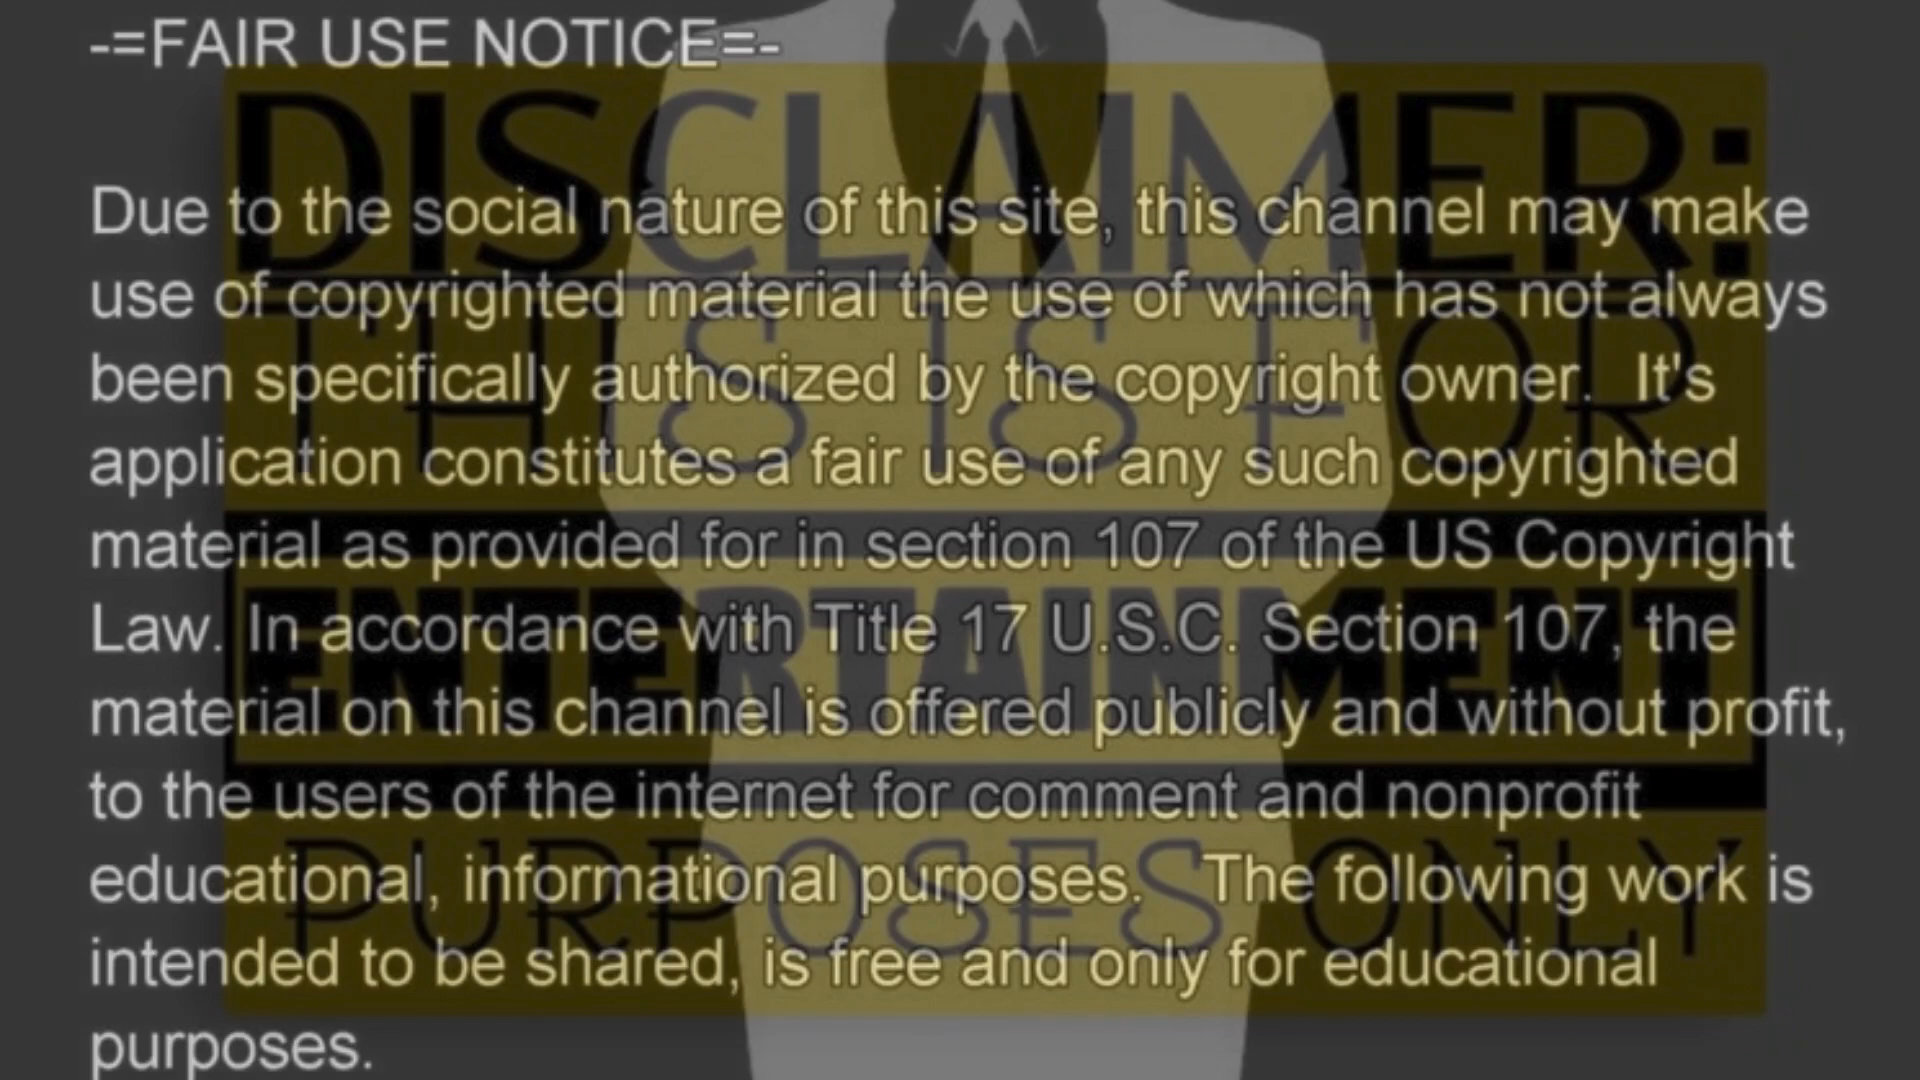 -=FAIR USE NOTICE=-
DISCLAIMER:
Due to the social nature of this site, this channel may make
use of copyrighted material the use of which has not always
THIS IS FOR
been specifically authorized by the copyright owner.  It's
application constitutes a fair use of any such copyrighted
material as provided for in section 107 of the US Copyright
Law. In accordance with Title 17 U.S.C. Section 107, the
ENTERTAINMENT
material on this channel is offered publicly and without profit,
to the users of the internet for comment and nonprofit
educational, informational purposes.  The following work is
PURPOSES ONLY
intended to be shared, is free and only for educational
purposes.